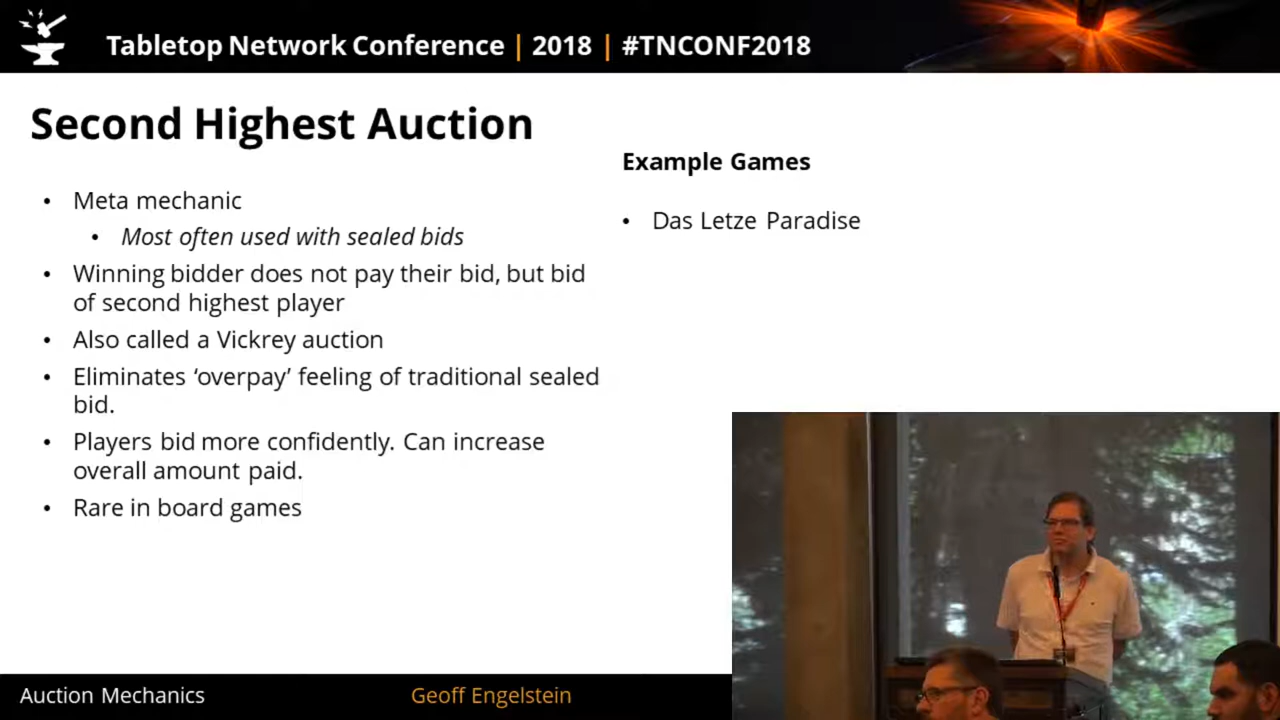 Tabletop Network Conference | 2018 | #TNCONF2018
Second Highest Auction
• Meta mechanic
• Most often used with sealed bids
• Winning bidder does not pay their bid, but bid
of second highest player
• Also called a Vickrey auction
• Eliminates ‘overpay’ feeling of traditional sealed
bid.
• Players bid more confidently. Can increase
overall amount paid.
• Rare in board games
Example Games
• Das Letze Paradise
Auction Mechanics
Geoff Engelstein